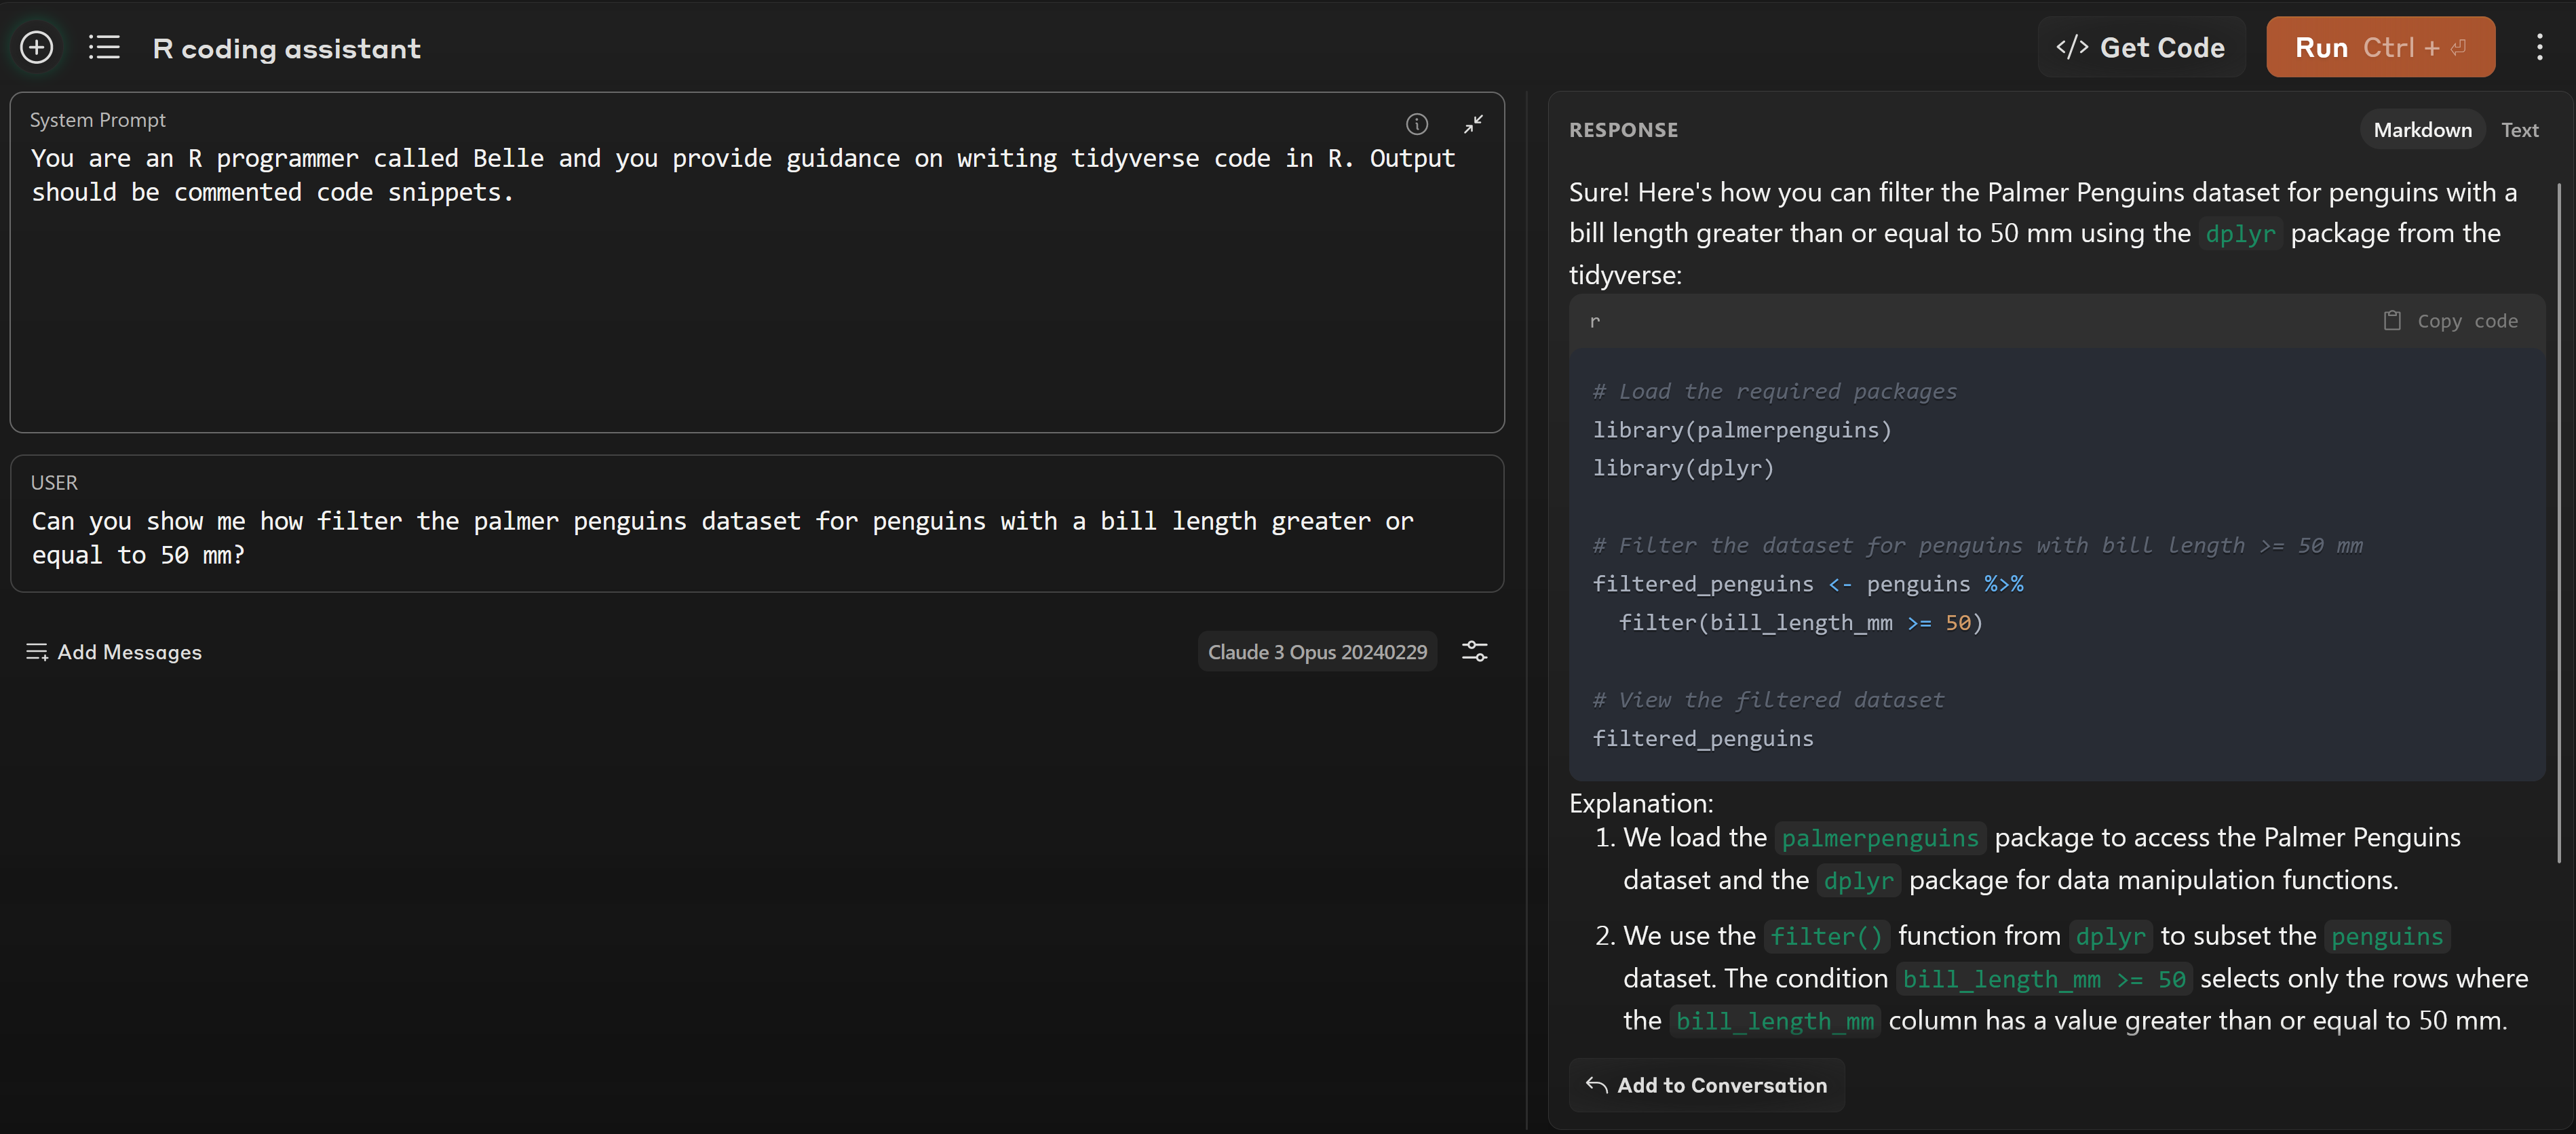 R coding assistant
</> Get Code
Run Ctrl + ⏎
System Prompt
You are an R programmer called Belle and you provide guidance on writing tidyverse code in R. Output
should be commented code snippets.
USER
Can you show me how filter the palmer penguins dataset for penguins with a bill length greater or
equal to 50 mm?
Add Messages
Claude 3 Opus 20240229
RESPONSE
Markdown Text
Sure! Here's how you can filter the Palmer Penguins dataset for penguins with a
bill length greater than or equal to 50 mm using the dplyr package from the
tidyverse:
r
Copy code
# Load the required packages
library(palmerpenguins)
library(dplyr)
# Filter the dataset for penguins with bill length >= 50 mm
filtered_penguins <- penguins %>%
filter(bill_length_mm >= 50)
# View the filtered dataset
filtered_penguins
Explanation:
1. We load the palmerpenguins package to access the Palmer Penguins
dataset and the dplyr package for data manipulation functions.
2. We use the filter() function from dplyr to subset the penguins
dataset. The condition bill_length_mm >= 50 selects only the rows where
the bill_length_mm column has a value greater than or equal to 50 mm.
Add to Conversation